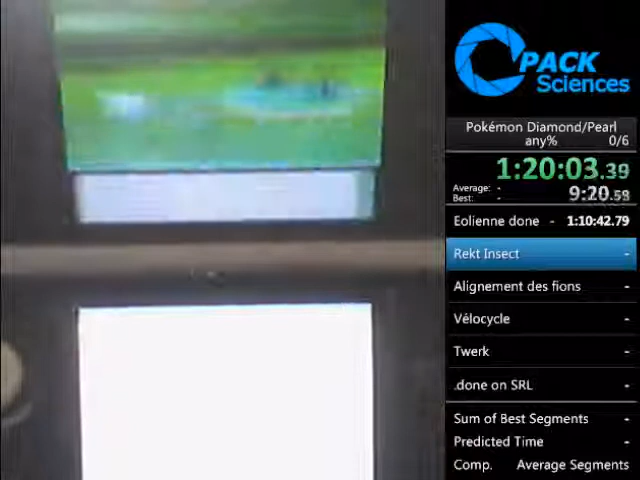 PACK
Sciences
Pokémon Diamond/Pearl
any% 0/6
1:20:03.39
Average: -
Best: -
9:20.58
Eolienne done - 1:10:42.79
Rekt Insect -
Alignement des fions -
Vélocycle -
Twerk -
.done on SRL -
Sum of Best Segments -
Predicted Time -
Comp. Average Segments